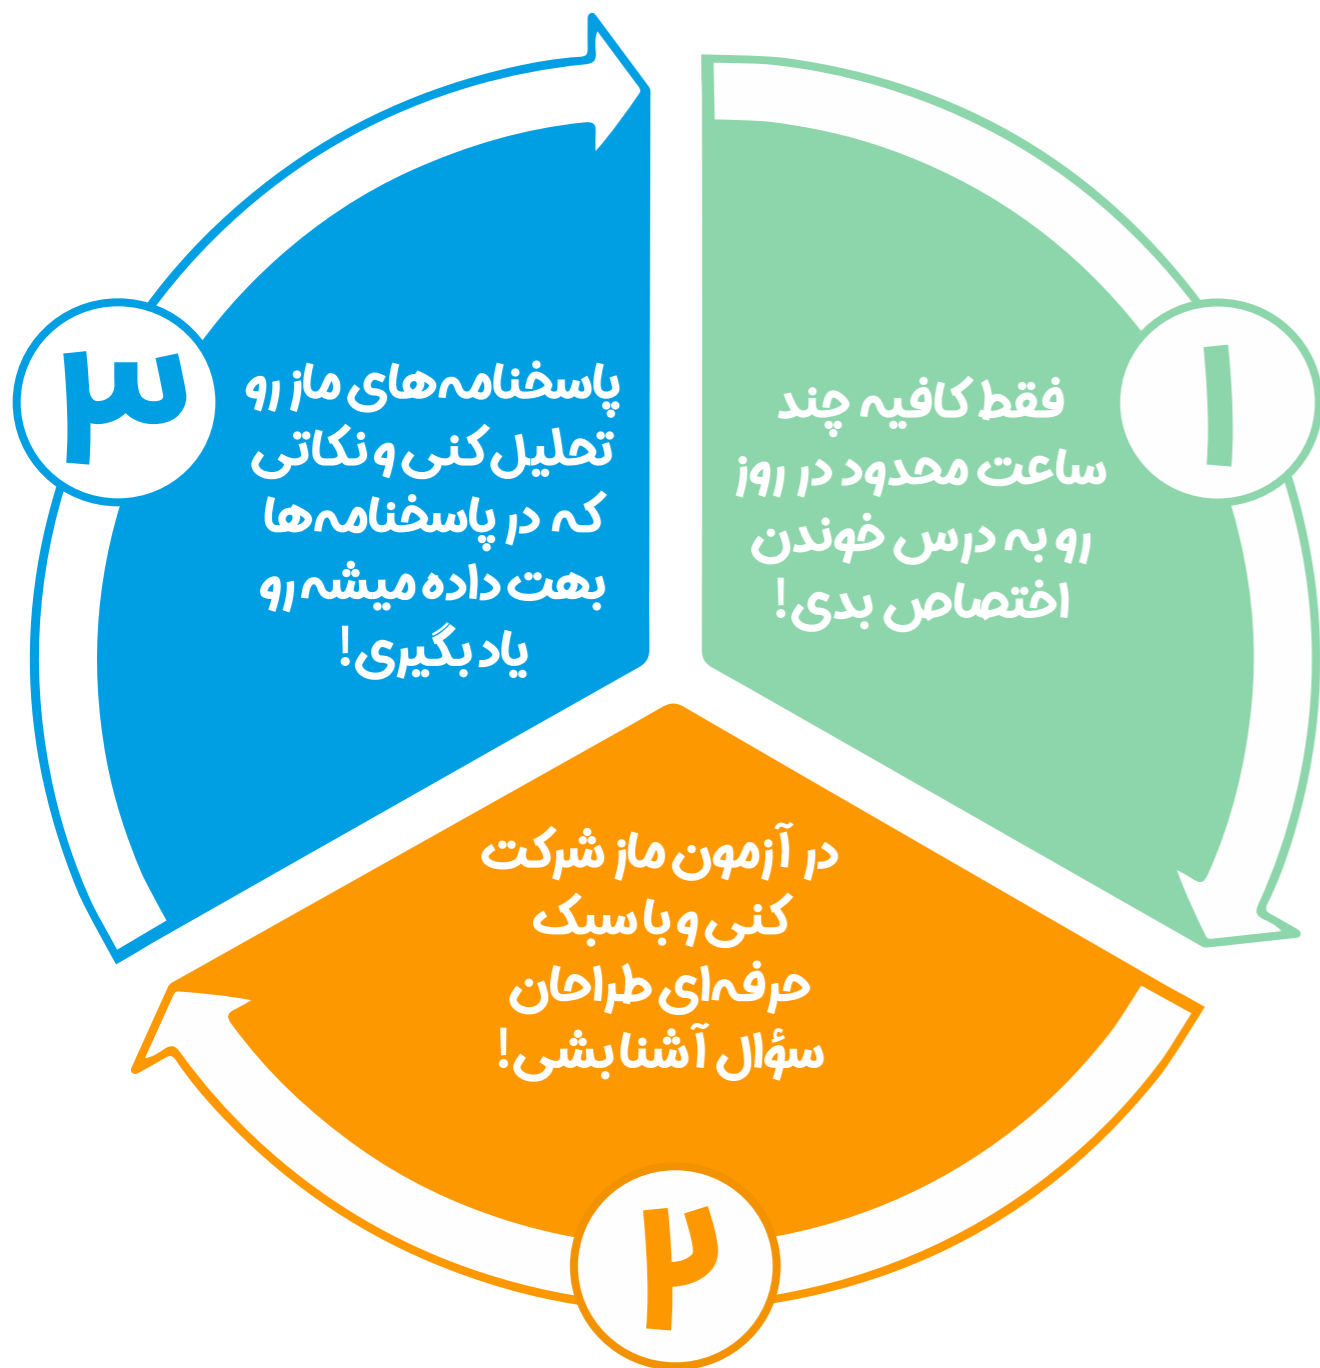 ۱
فقط کافیه چند
ساعت محدود در روز
رو به درس خوندن
اختصاص بدی!
۲
در آزمون ماز شرکت
کنی و با سبک
حرفه‌ای طراحان
سؤال آشنا بشی!
۳
پاسخنامه‌های ماز رو
تحلیل کنی و نکاتی
که در پاسخنامه‌ها
بهت داده میشه رو
یاد بگیری!